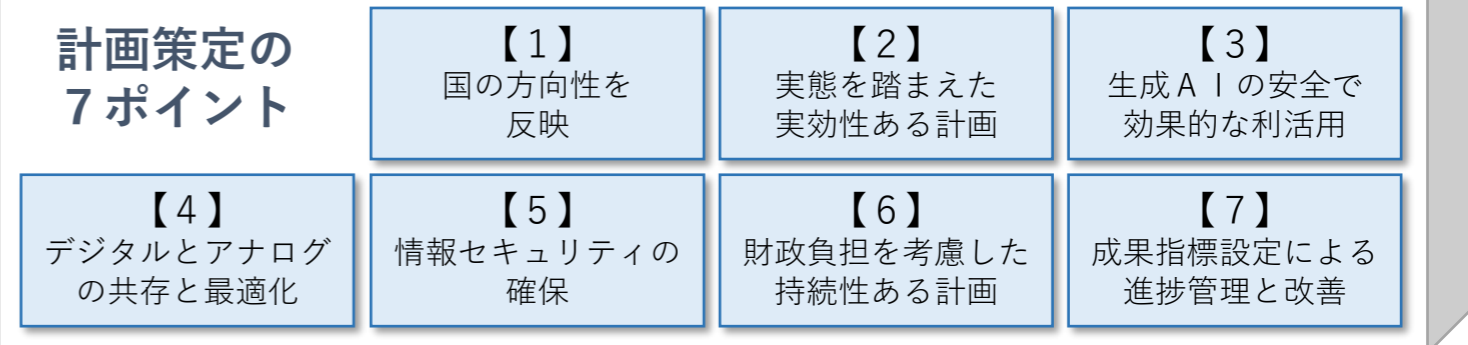 計画策定の
7ポイント
【1】
国の方向性を
反映
【2】
実態を踏まえた
実効性ある計画
【3】
生成AIの安全で
効果的な利活用
【4】
デジタルとアナログ
の共存と最適化
【5】
情報セキュリティの
確保
【6】
財政負担を考慮した
持続性ある計画
【7】
成果指標設定による
進捗管理と改善